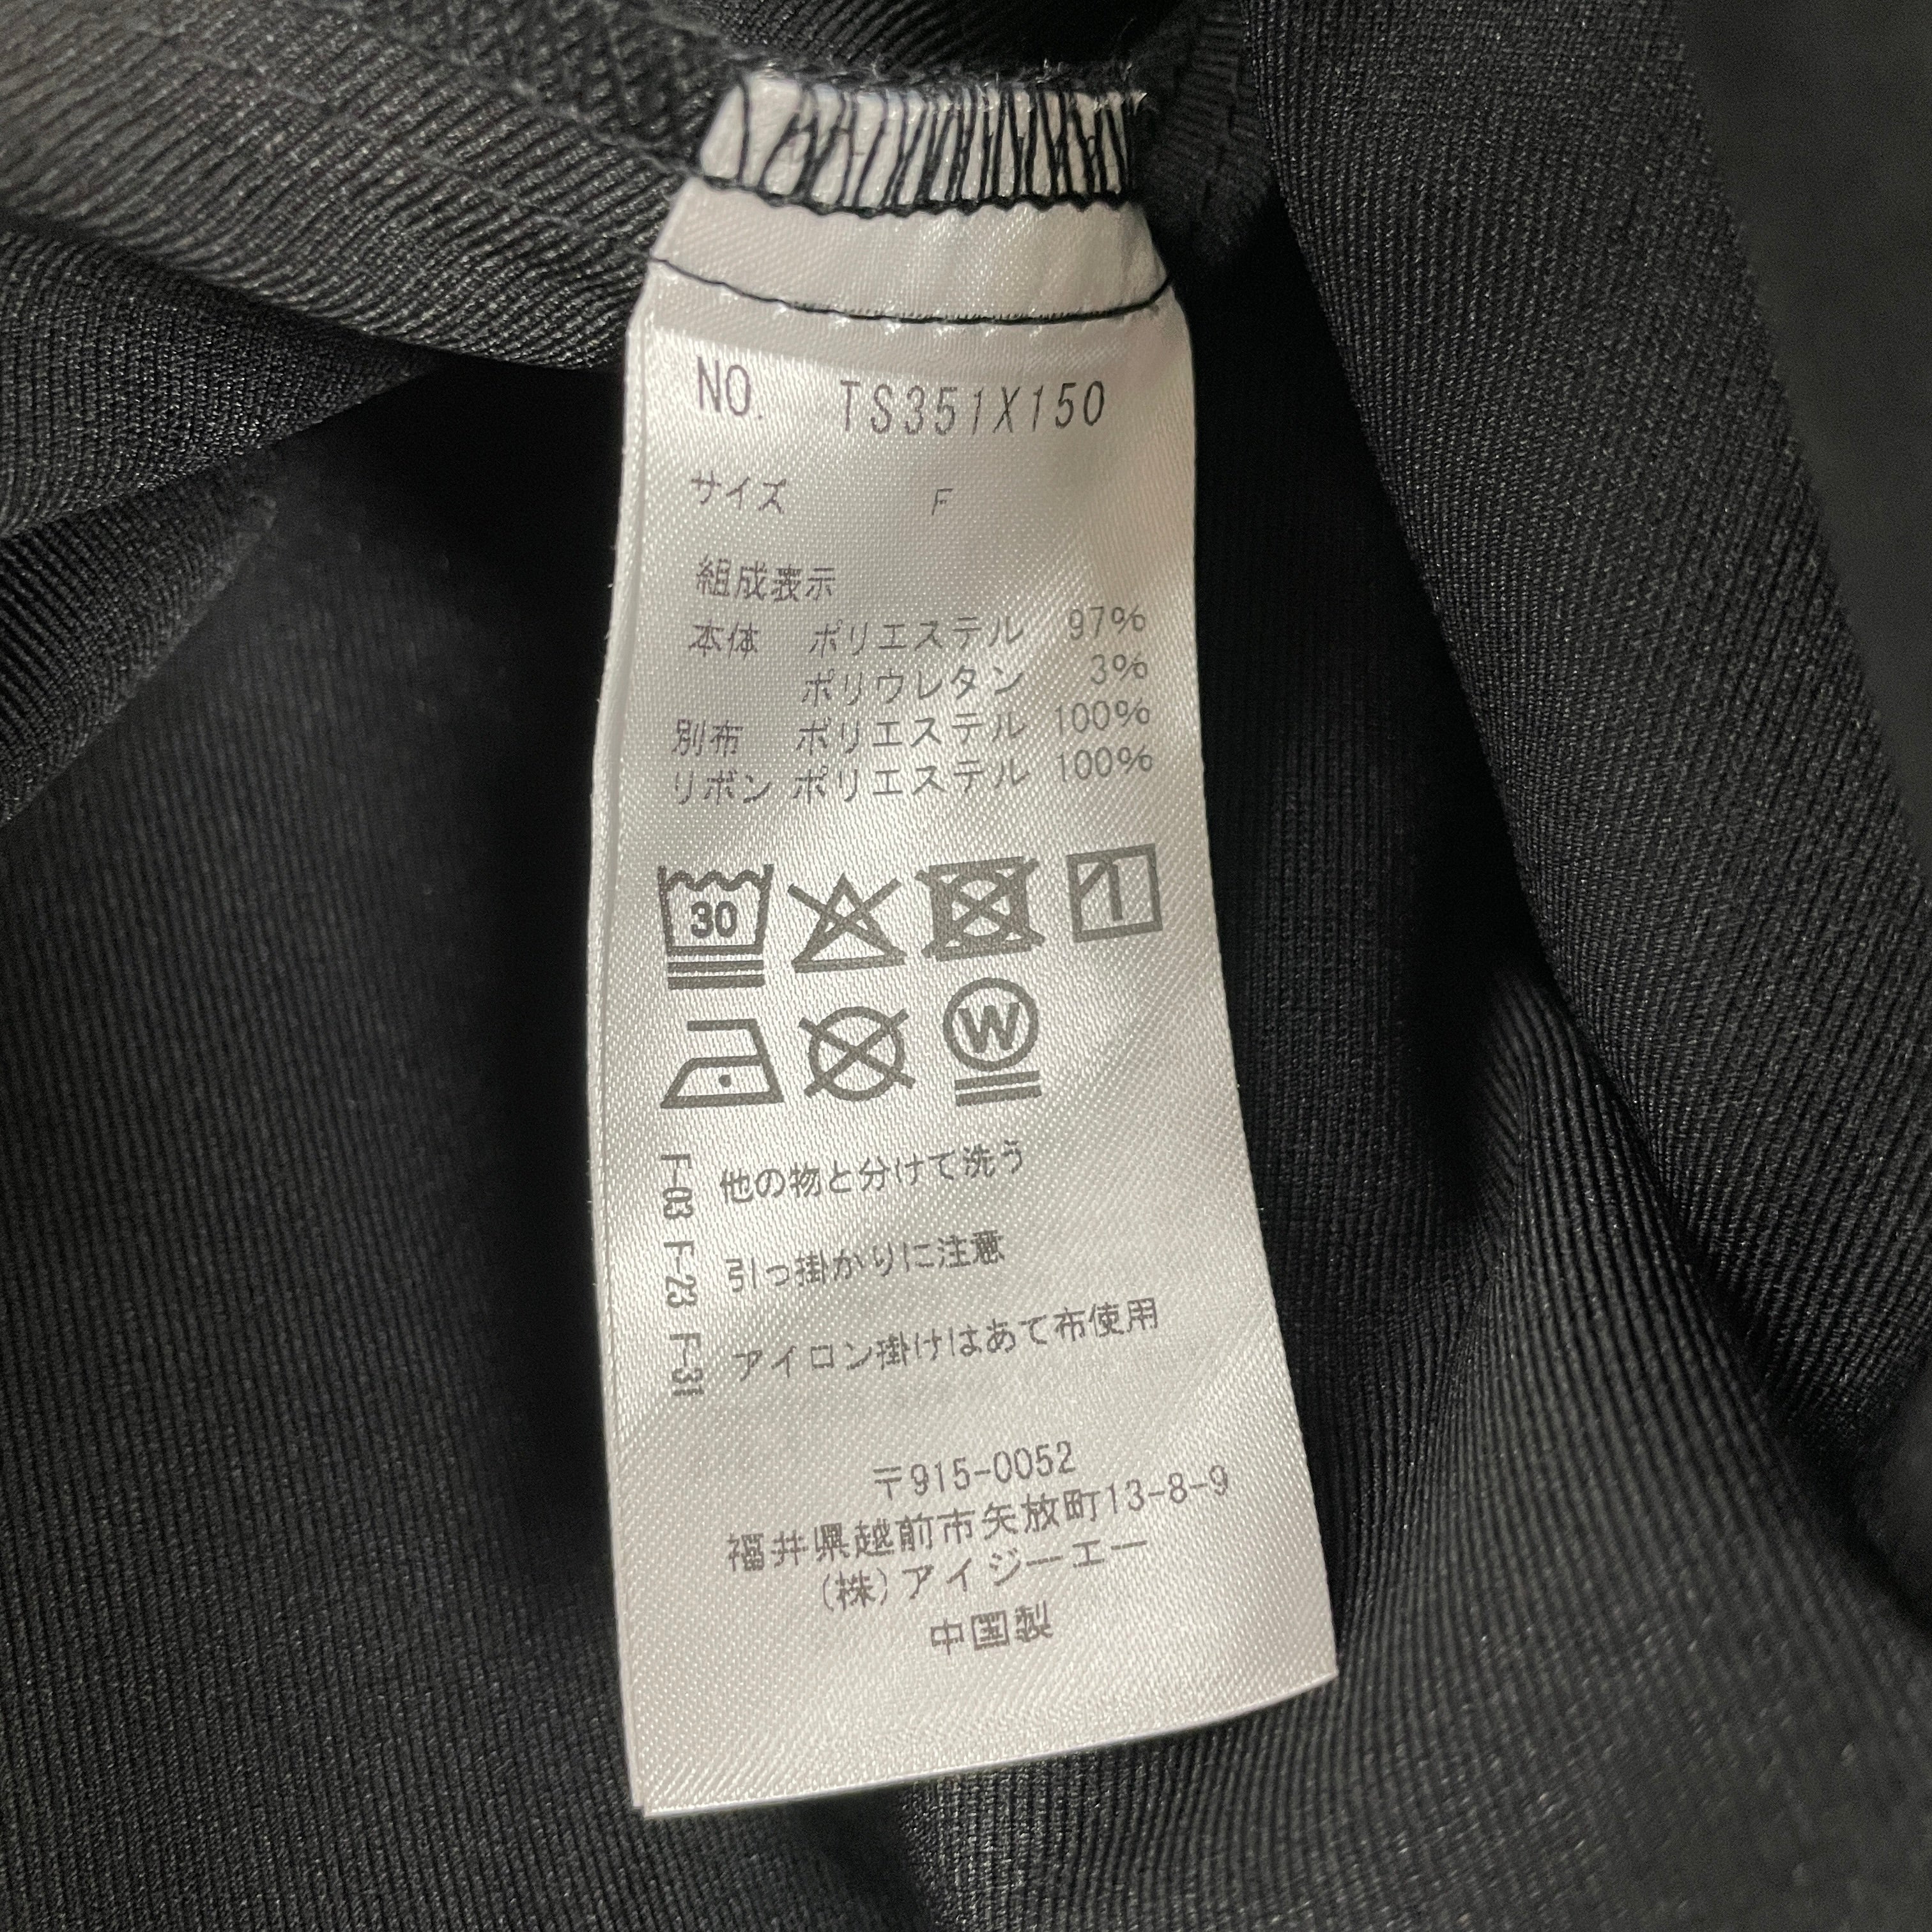 NO. TS351X150
サイズ F
組成表示
本体 ポリエステル 97%
ポリウレタン 3%
別布 ポリエステル 100%
リボン ポリエステル 100%
30
W
F-03 他の物と分けて洗う
F-23 引っ掛かりに注意
F-31 アイロン掛けはあて布使用
〒915-0052
福井県越前市矢放町13-8-9
(株)アイジーエー
中国製